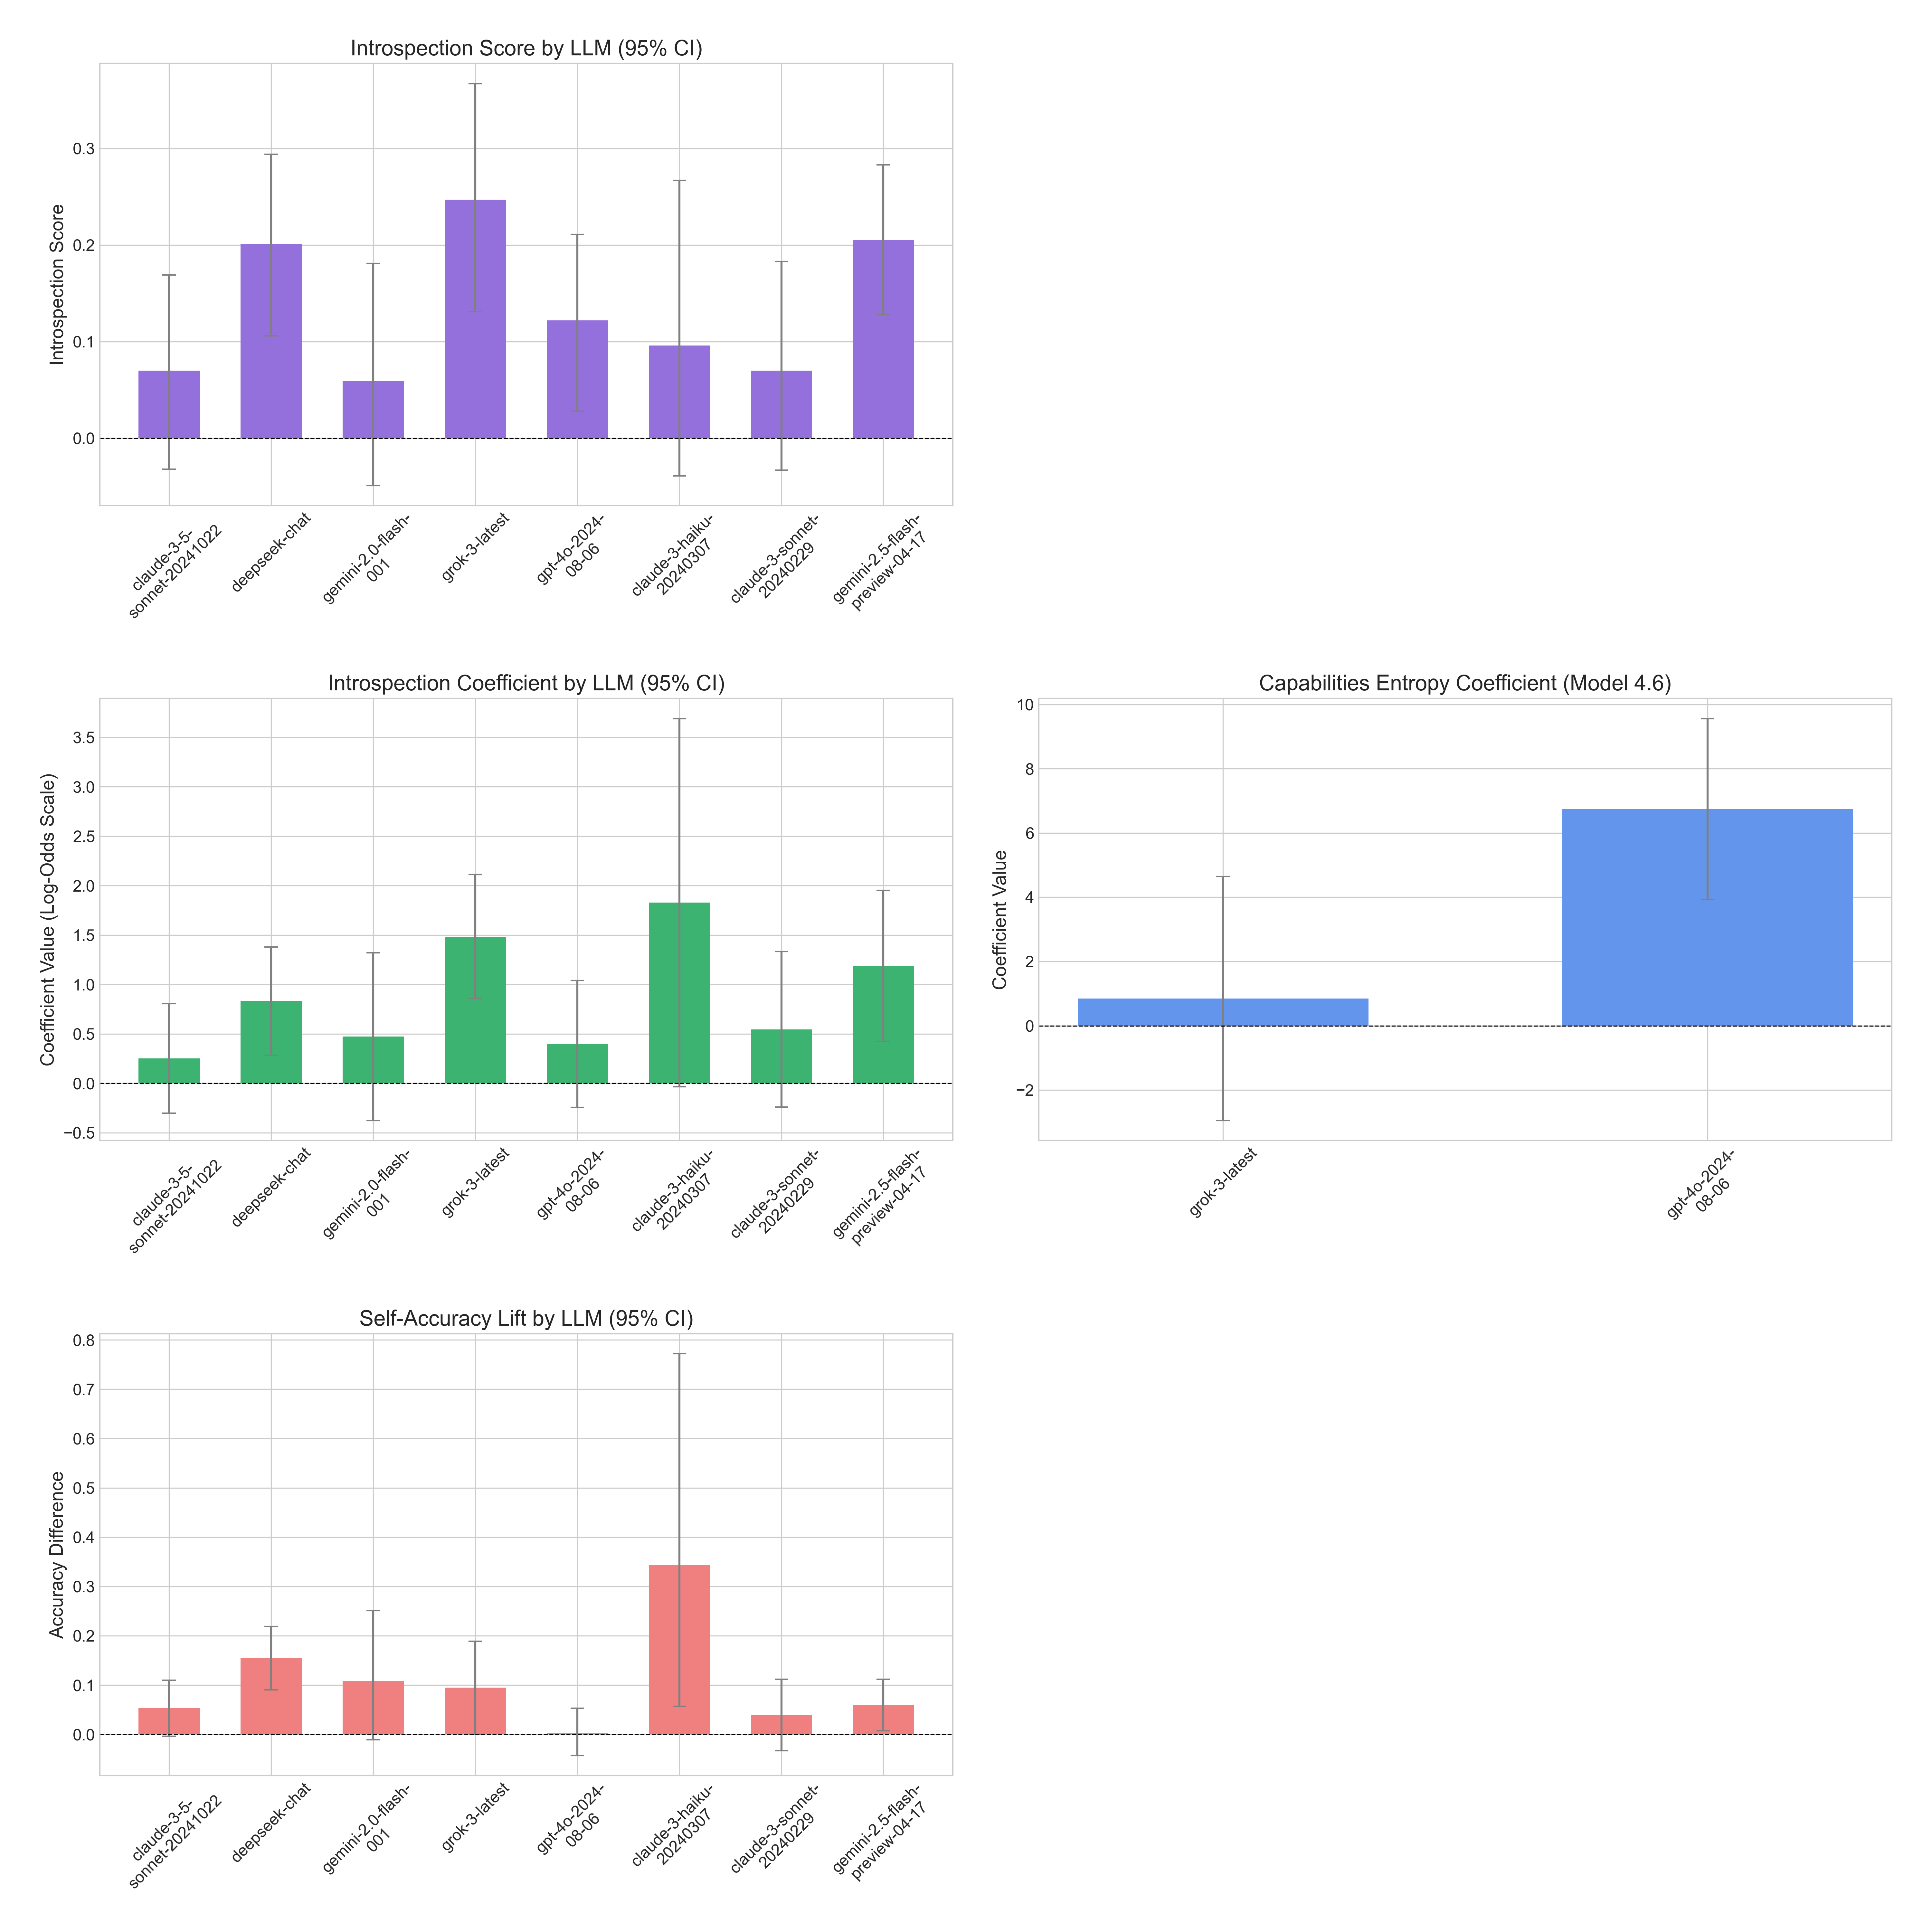 Introspection Score by LLM (95% CI)
Introspection Score
0.3
0.2
0.1
0.0
claude-3-5-
sonnet-20241022
deepseek-chat
gemini-2.0-flash-
001
grok-3-latest
gpt-4o-2024-
08-06
claude-3-haiku-
20240307
claude-3-sonnet-
20240229
gemini-2.5-flash-
preview-04-17
Introspection Coefficient by LLM (95% CI)
Coefficient Value (Log-Odds Scale)
3.5
3.0
2.5
2.0
1.5
1.0
0.5
0.0
−0.5
claude-3-5-
sonnet-20241022
deepseek-chat
gemini-2.0-flash-
001
grok-3-latest
gpt-4o-2024-
08-06
claude-3-haiku-
20240307
claude-3-sonnet-
20240229
gemini-2.5-flash-
preview-04-17
Capabilities Entropy Coefficient (Model 4.6)
Coefficient Value
10
8
6
4
2
0
−2
grok-3-latest
gpt-4o-2024-
08-06
Self-Accuracy Lift by LLM (95% CI)
Accuracy Difference
0.8
0.7
0.6
0.5
0.4
0.3
0.2
0.1
0.0
claude-3-5-
sonnet-20241022
deepseek-chat
gemini-2.0-flash-
001
grok-3-latest
gpt-4o-2024-
08-06
claude-3-haiku-
20240307
claude-3-sonnet-
20240229
gemini-2.5-flash-
preview-04-17